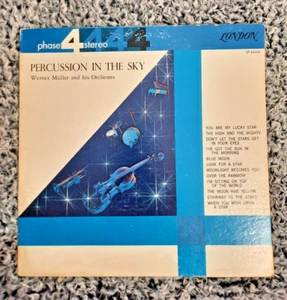 phase 4 stereo
LONDON
PERCUSSION IN THE SKY
Werner Muller and his Orchestra
YOU ARE MY LUCKY STAR
THE HIGH AND THE MIGHTY
DON'T LET THE STARS GET
IN YOUR EYES
I'VE GOT THE SUN IN
THE MORNING
BLUE MOON
LOOK FOR A STAR
MOONLIGHT BECOMES YOU
OVER THE RAINBOW
I'M SITTING ON TOP
OF THE WORLD
THE MOON WAS YELLOW
STAIRWAY TO THE STARS
WHEN YOU WISH UPON
A STAR